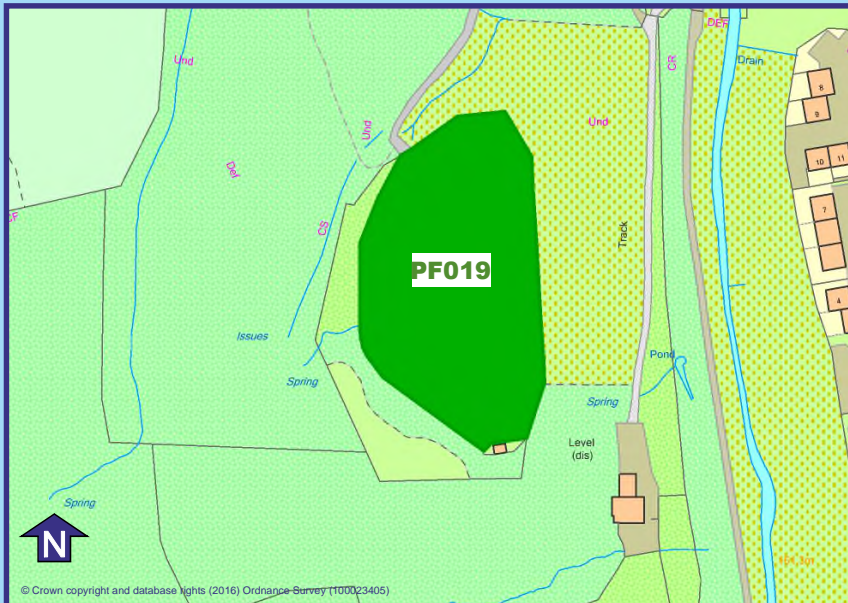 DEF
Und
CR
Drain
8
9
Und
Und
10
11
Def
CS
7
Track
PF019
4
Issues
Pond
Spring
Spring
Level
(dis)
Spring
N
© Crown copyright and database rights (2016) Ordnance Survey (100023405)